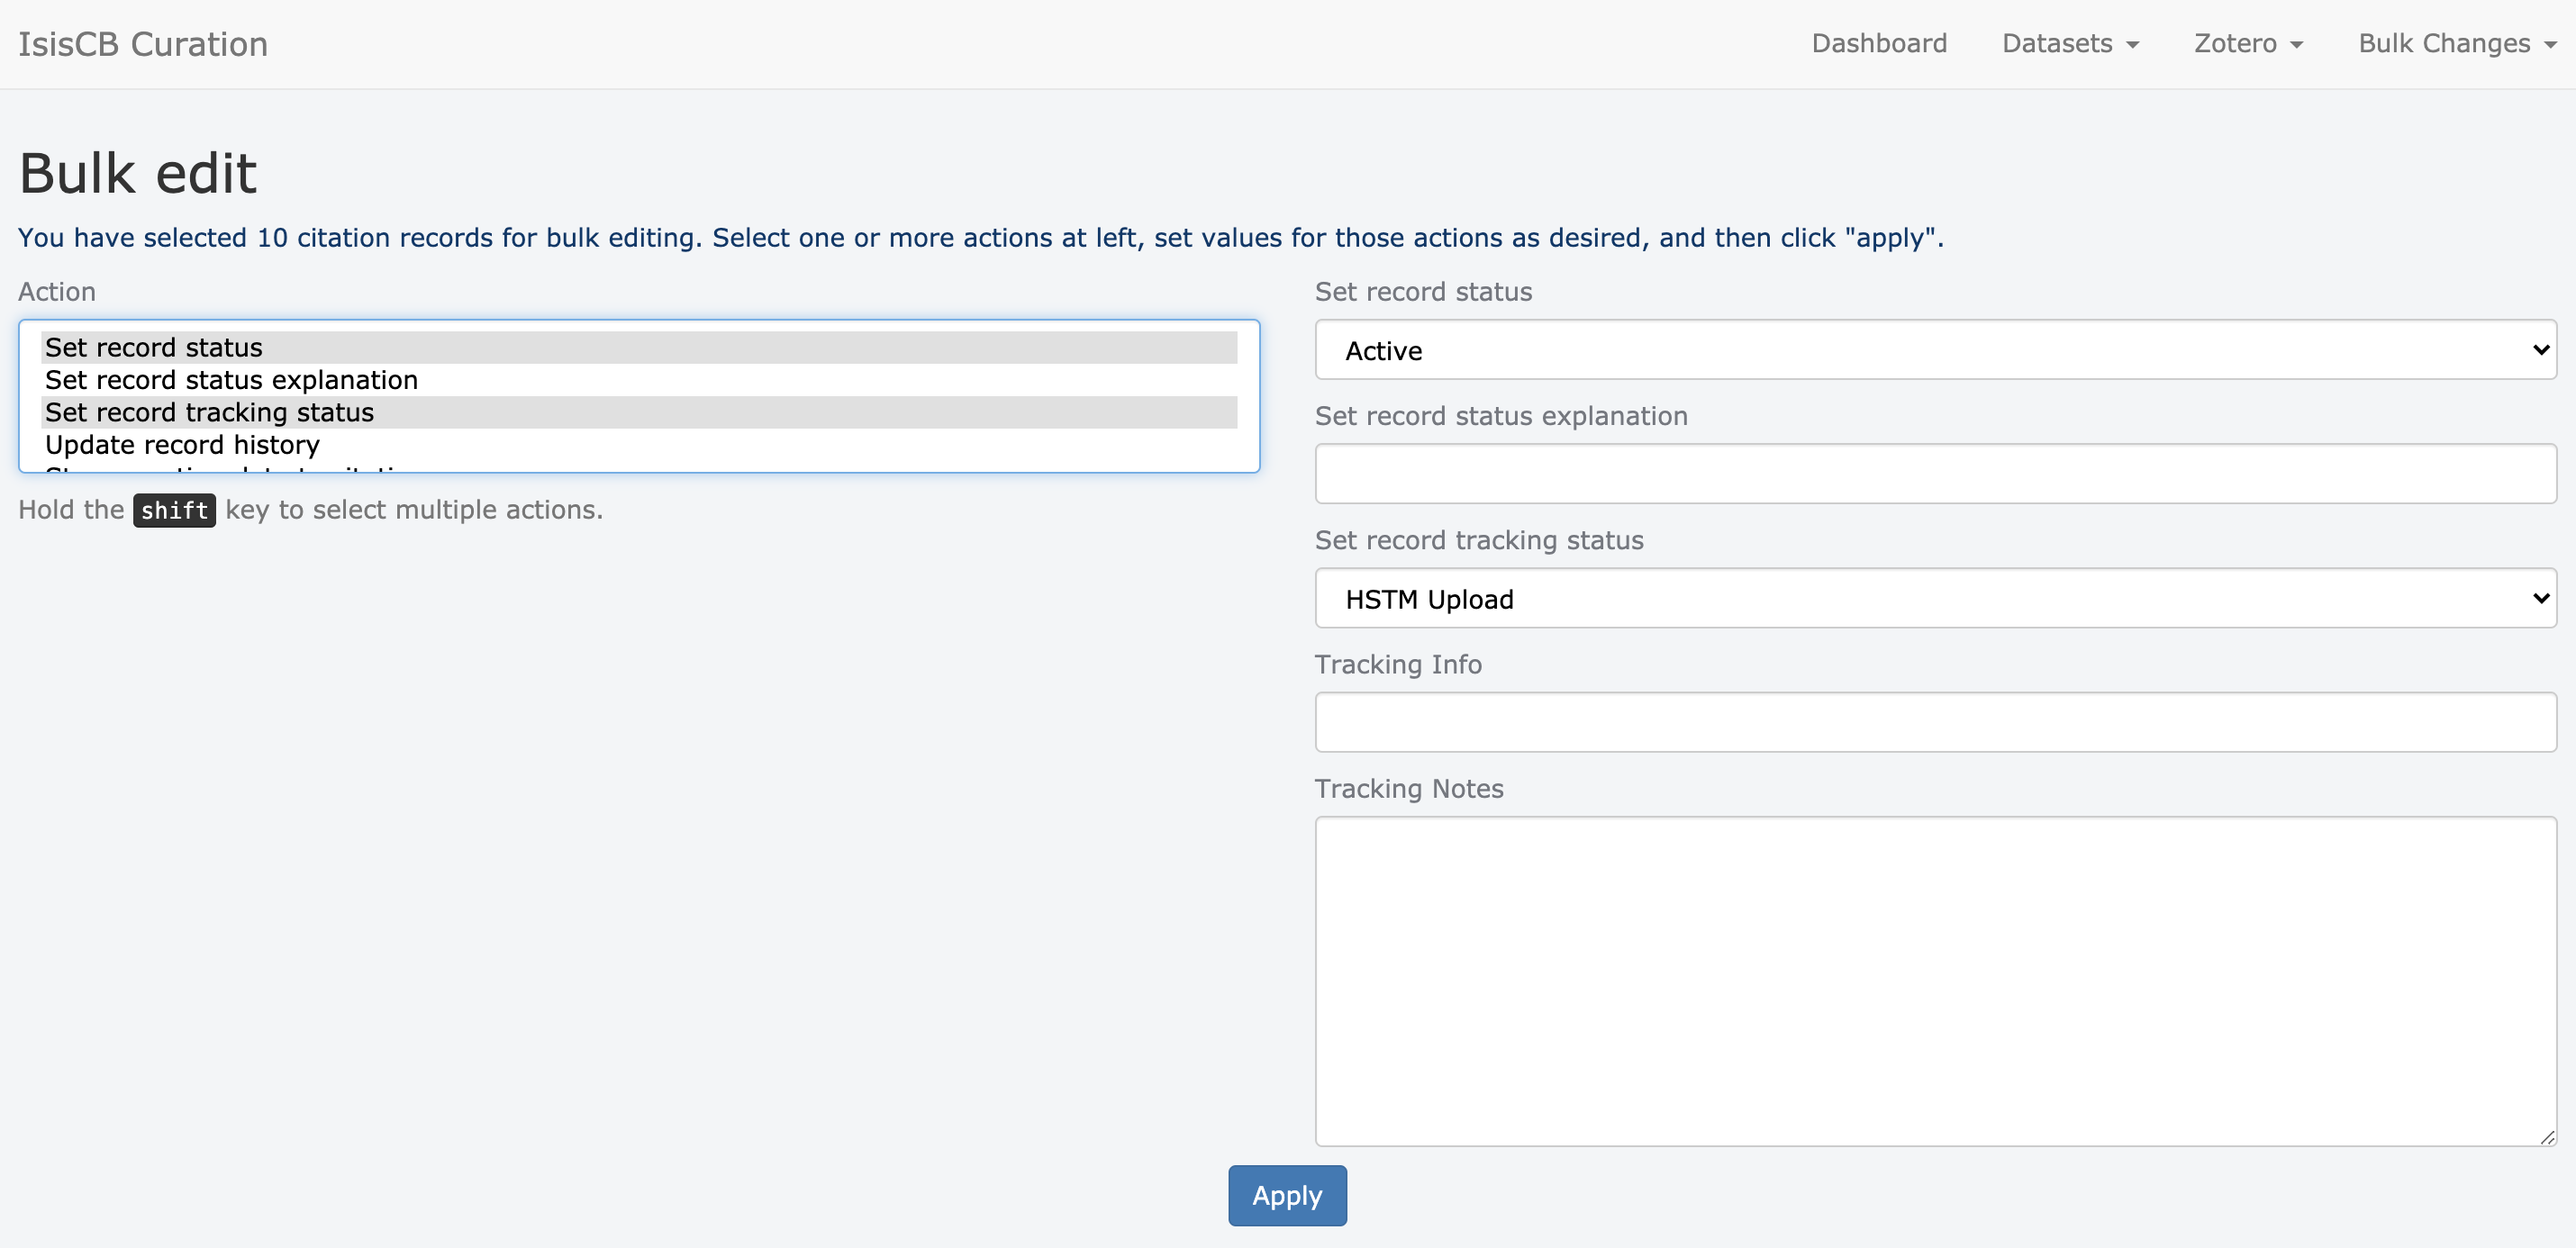 IsisCB Curation
Dashboard Datasets Zotero Bulk Changes
Bulk edit
You have selected 10 citation records for bulk editing. Select one or more actions at left, set values for those actions as desired, and then click "apply".
Action
Set record status
Set record status explanation
Set record tracking status
Update record history
Hold the shift key to select multiple actions.
Set record status
Active
Set record status explanation
Set record tracking status
HSTM Upload
Tracking Info
Tracking Notes
Apply